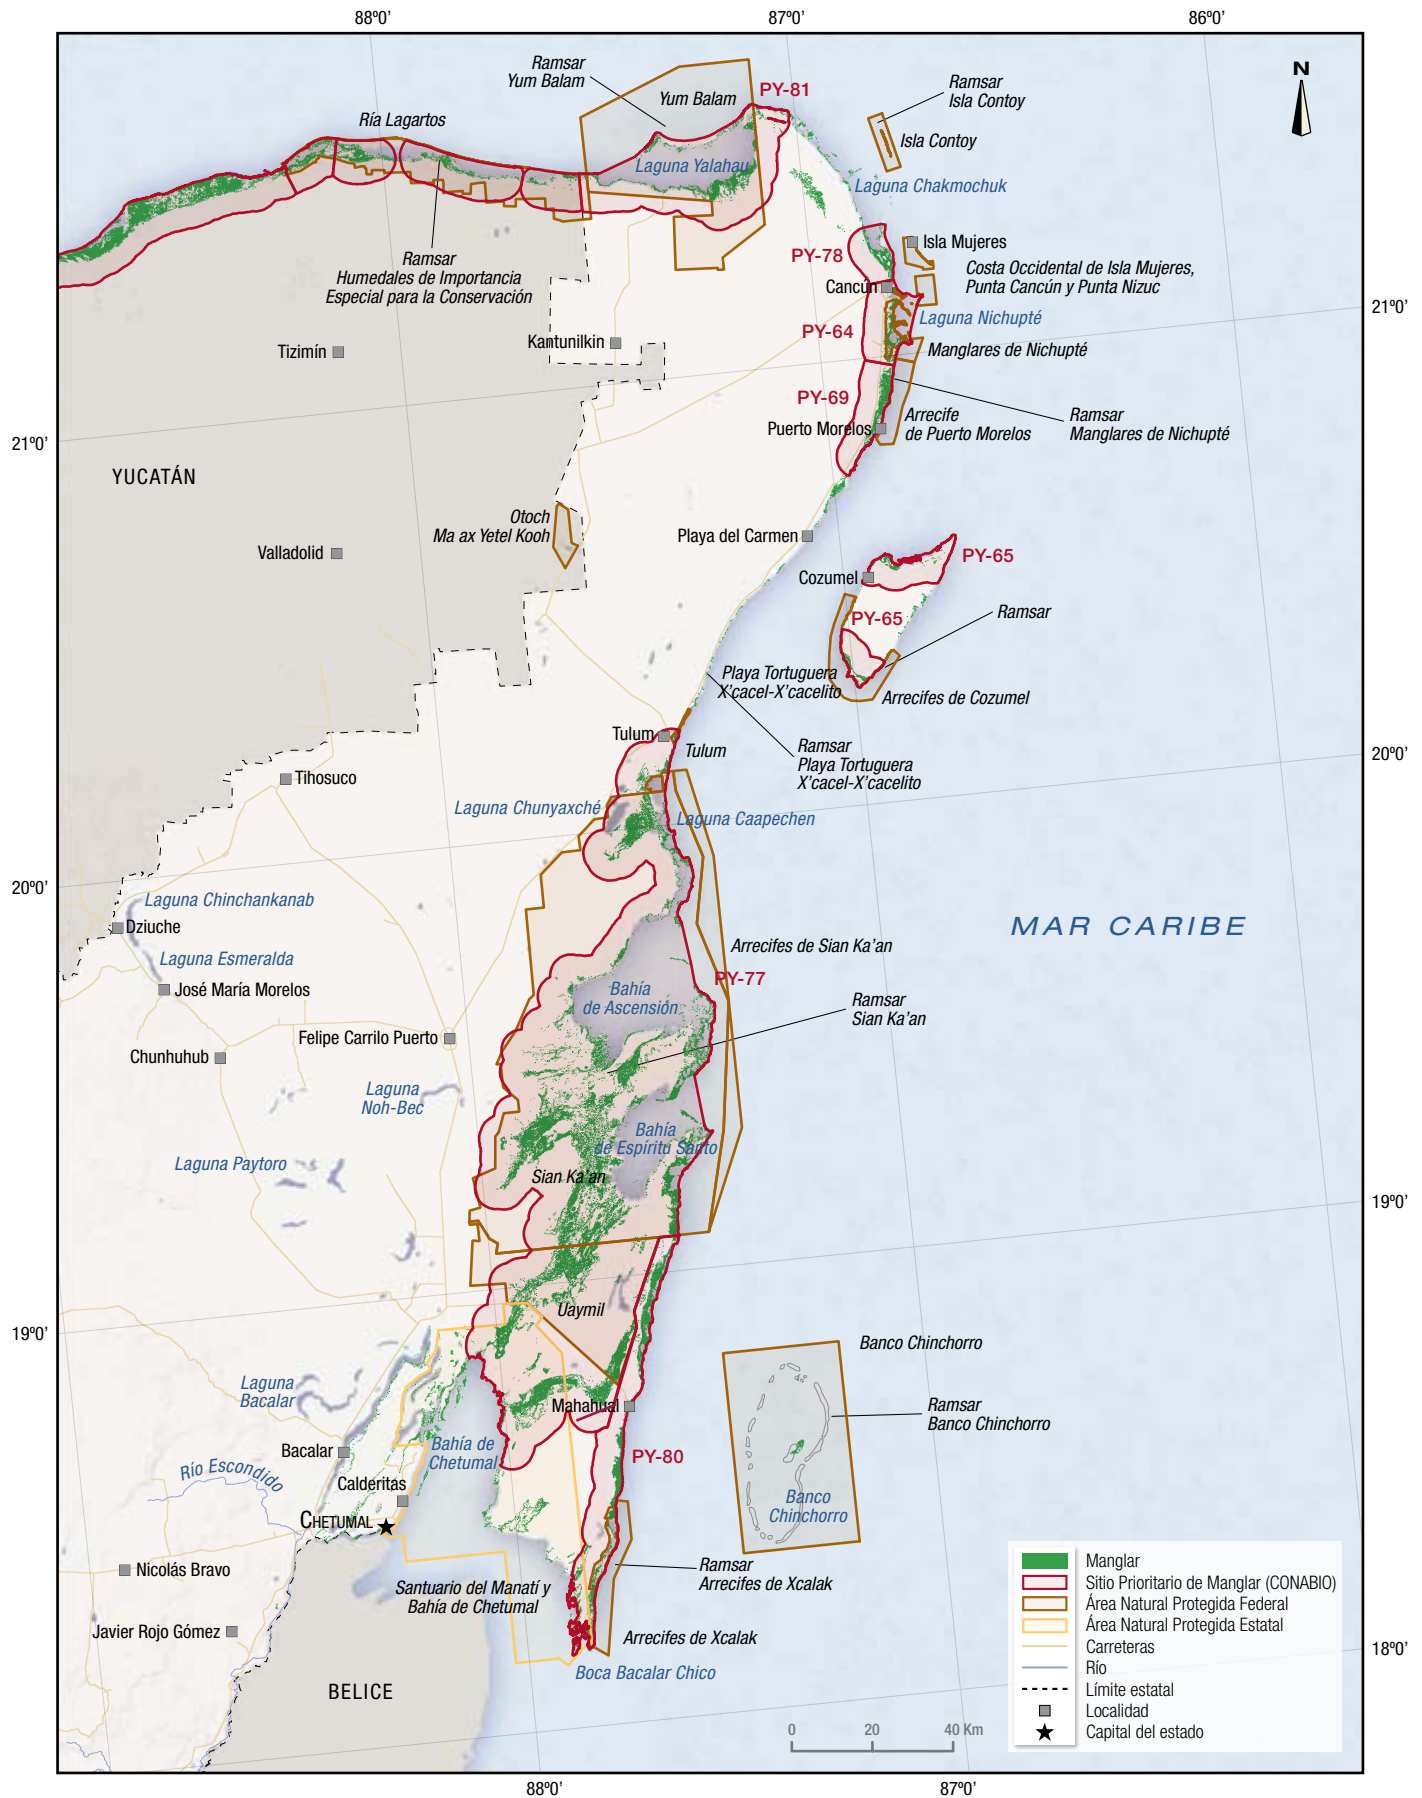 88º0'
87º0'
86º0'
N
Ramsar
Yum Balam
Yum Balam
PY-81
Ramsar
Isla Contoy
Isla Contoy
Ría Lagartos
Laguna Yalahau
Laguna Chakmochuk
Ramsar
Humedales de Importancia
Especial para la Conservación
PY-78
Isla Mujeres
Costa Occidental de Isla Mujeres,
Punta Cancún y Punta Nizuc
Cancún
21º0'
Laguna Nichupté
PY-64
Kantunilkin
Tizimín
Manglares de Nichupté
PY-69
Arrecife
de Puerto Morelos
Ramsar
Manglares de Nichupté
Puerto Morelos
21º0'
YUCATÁN
Otoch
Ma ax Yetel Kooh
Playa del Carmen
Valladolid
PY-65
Cozumel
PY-65
Ramsar
Playa Tortuguera
X'cacel-X'cacelito
Arrecifes de Cozumel
Tulum
Tulum
Ramsar
Playa Tortuguera
X'cacel-X'cacelito
20º0'
Tihosuco
Laguna Chunyaxché
Laguna Caapechen
20º0'
Laguna Chinchankanab
Dziuche
MAR CARIBE
Arrecifes de Sian Ka'an
Laguna Esmeralda
PY-77
José María Morelos
Bahía
de Ascensión
Ramsar
Sian Ka'an
Felipe Carrilo Puerto
Chunhuhub
Laguna
Noh-Bec
Bahía
de Espíritu Santo
Laguna Paytoro
Sian Ka'an
19º0'
Uaymil
19º0'
Banco Chinchorro
Laguna
Bacalar
Mahahual
Ramsar
Banco Chinchorro
Bacalar
Bahía de
Chetumal
PY-80
Río Escondido
Calderitas
Banco
Chinchorro
CHETUMAL
Nicolás Bravo
Santuario del Manatí y
Bahía de Chetumal
Ramsar
Arrecifes de Xcalak
Javier Rojo Gómez
Arrecifes de Xcalak
18º0'
Boca Bacalar Chico
BELICE
0 20 40 Km
Manglar
Sitio Prioritario de Manglar (CONABIO)
Área Natural Protegida Federal
Área Natural Protegida Estatal
Carreteras
Río
Límite estatal
Localidad
Capital del estado
88º0'
87º0'